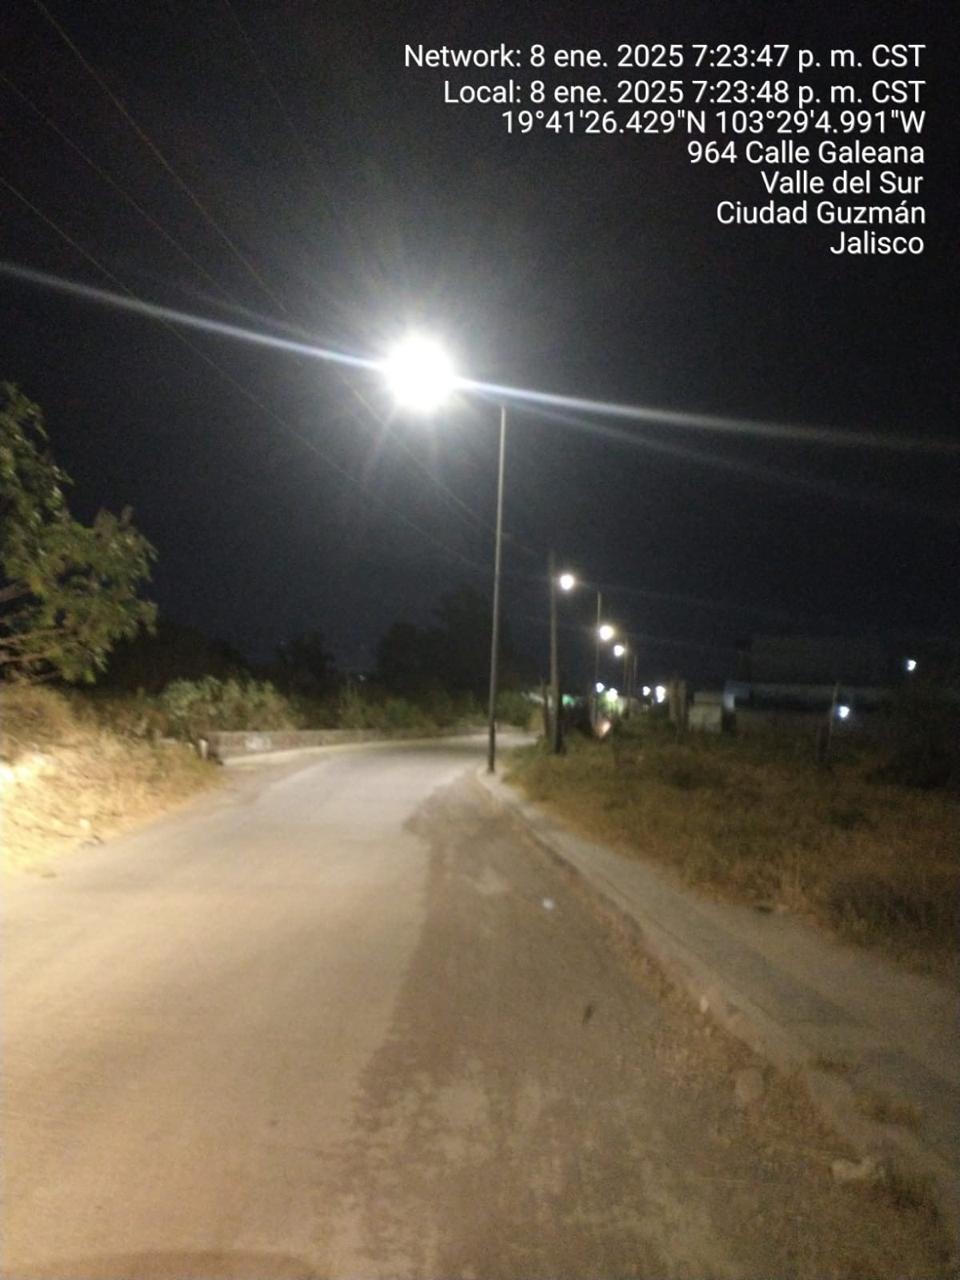 Network: 8 ene. 2025 7:23:47 p. m. CST
Local: 8 ene. 2025 7:23:48 p. m. CST
19°41'26.429"N 103°29'4.991"W
964 Calle Galeana
Valle del Sur
Ciudad Guzmán
Jalisco